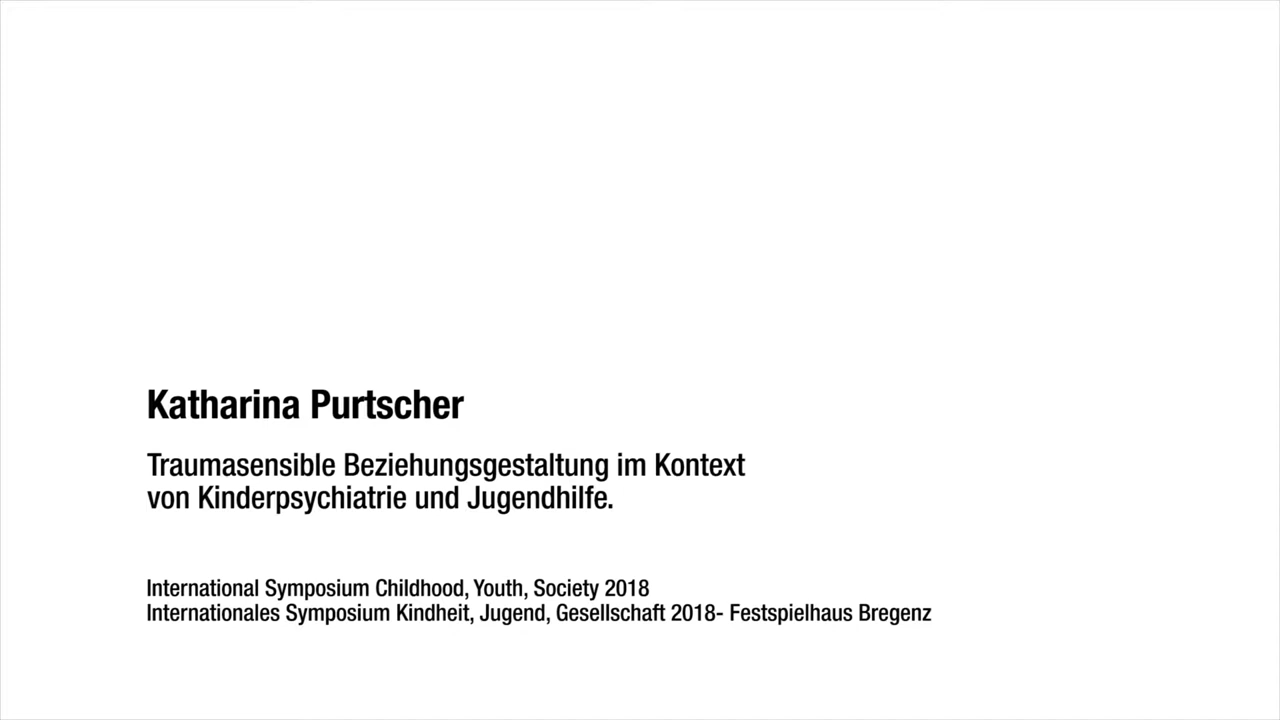 Katharina Purtscher
Traumasensible Beziehungsgestaltung im Kontext
von Kinderpsychiatrie und Jugendhilfe.
International Symposium Childhood, Youth, Society 2018
Internationales Symposium Kindheit, Jugend, Gesellschaft 2018- Festspielhaus Bregenz